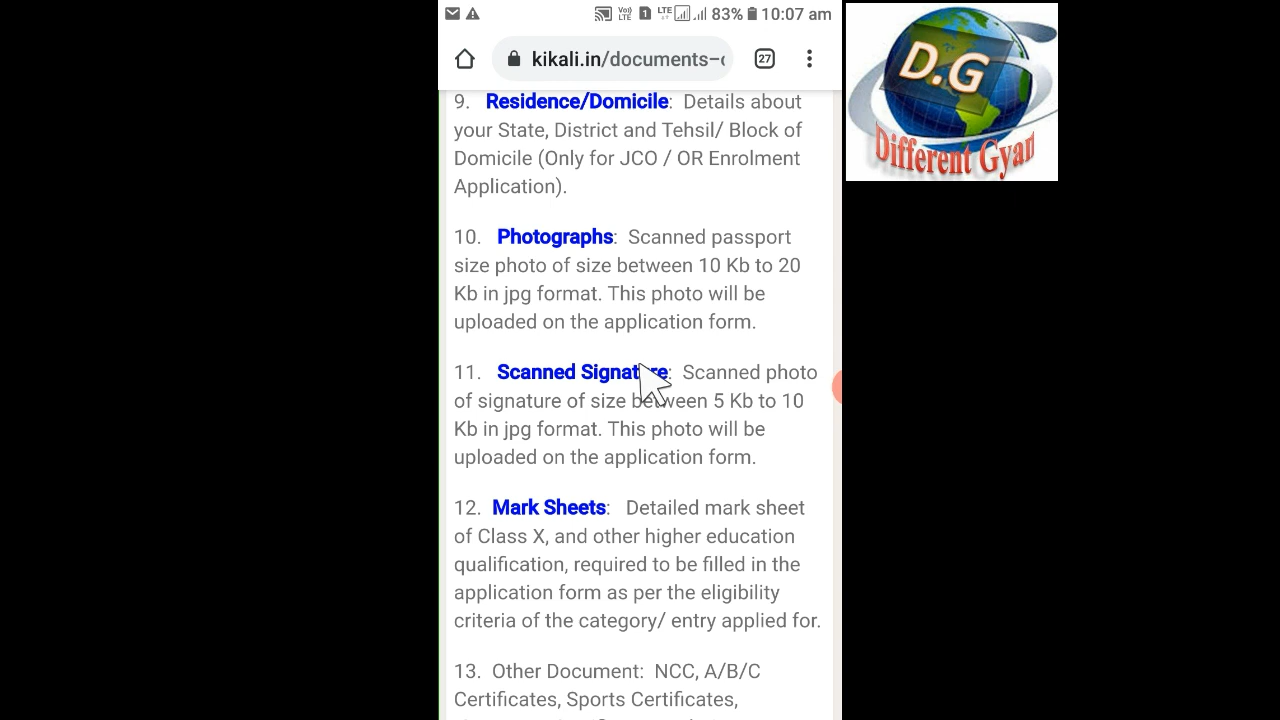 VoJ) LTE 1 LTE 83% 10:07 am
kikali.in/documents-
27
9. Residence/Domicile: Details about
your State, District and Tehsil/ Block of
Domicile (Only for JCO / OR Enrolment
Application).
10. Photographs: Scanned passport
size photo of size between 10 Kb to 20
Kb in jpg format. This photo will be
uploaded on the application form.
11. Scanned Signature: Scanned photo
of signature of size between 5 Kb to 10
Kb in jpg format. This photo will be
uploaded on the application form.
12. Mark Sheets: Detailed mark sheet
of Class X, and other higher education
qualification, required to be filled in the
application form as per the eligibility
criteria of the category/ entry applied for.
13. Other Document: NCC, A/B/C
Certificates, Sports Certificates,
D.G
Different Gyan